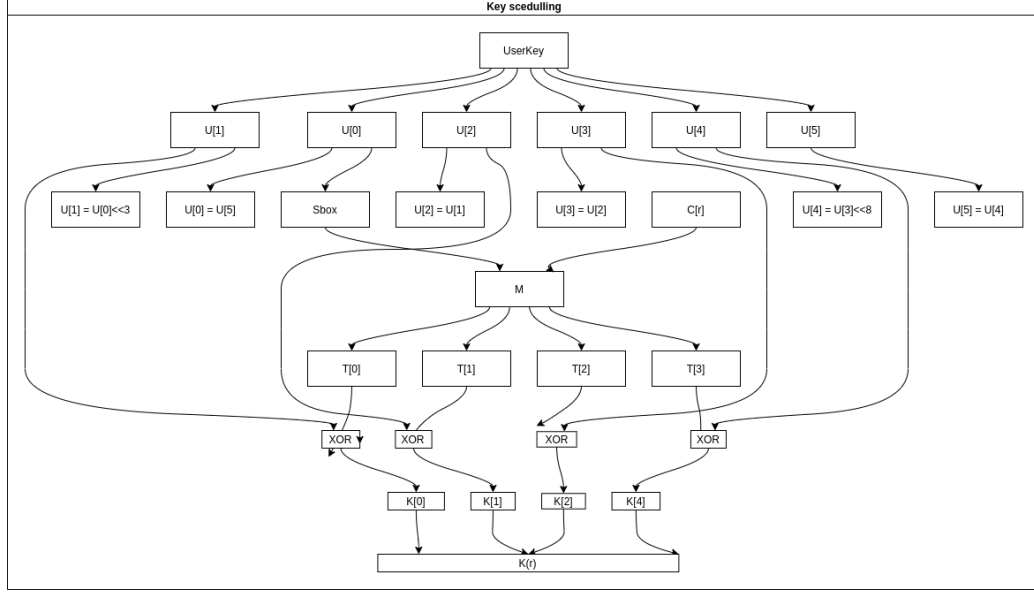 Key scedulling
UserKey
U[1]
U[0]
U[2]
U[3]
U[4]
U[5]
U[1] = U[0]<<3
U[0] = U[5]
Sbox
U[2] = U[1]
U[3] = U[2]
C[r]
U[4] = U[3]<<8
U[5] = U[4]
M
T[0]
T[1]
T[2]
T[3]
XOR
XOR
XOR
XOR
K[0]
K[1]
K[2]
K[4]
K(r)